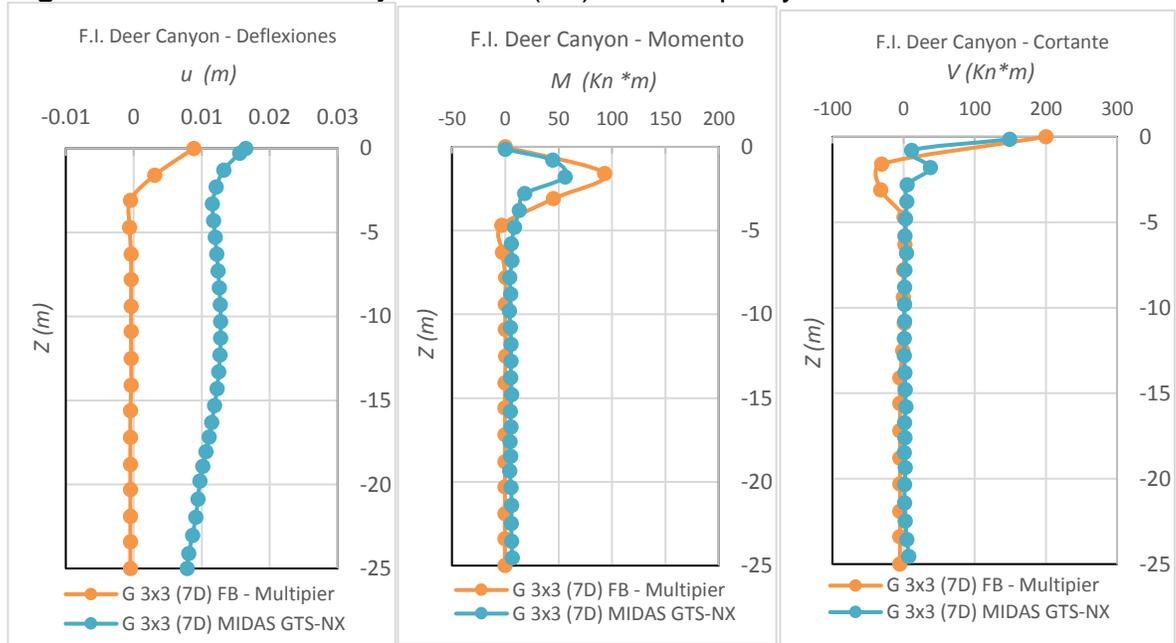 F.I. Deer Canyon - Deflexiones
u (m)
-0.01 0 0.01 0.02 0.03
0
-5
-10
-15
-20
-25
Z (m)
G 3x3 (7D) FB - Multipier
G 3x3 (7D) MIDAS GTS-NX
F.I. Deer Canyon - Momento
M (Kn *m)
-50 0 50 100 150 200
0
-5
-10
-15
-20
-25
Z (m)
G 3x3 (7D) FB - Multipier
G 3x3 (7D) MIDAS GTS-NX
F.I. Deer Canyon - Cortante
V (Kn*m)
-100 0 100 200 300
0
-5
-10
-15
-20
-25
Z (m)
G 3x3 (7D) FB - Multipier
G 3x3 (7D) MIDAS GTS-NX